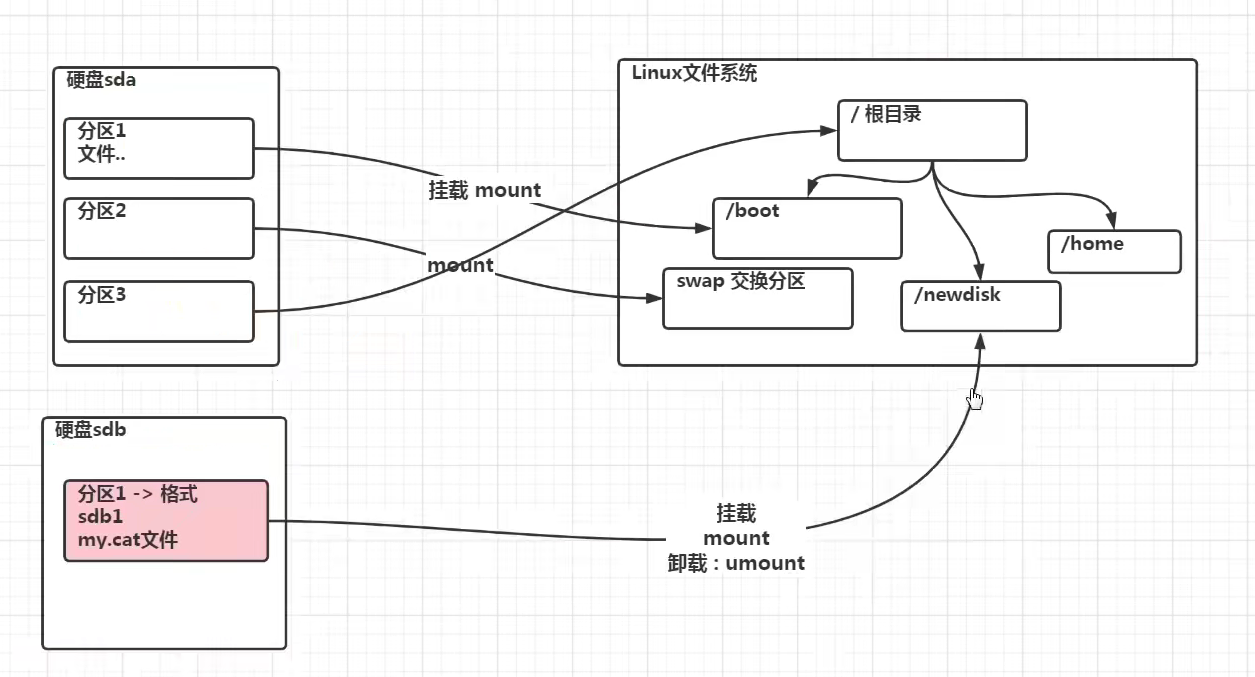 硬盘sda
分区1
文件..
分区2
分区3
挂载 mount
mount
Linux文件系统
/ 根目录
/boot
/home
swap 交换分区
/newdisk
硬盘sdb
分区1 -> 格式
sdb1
my.cat文件
挂载
mount
卸载：umount